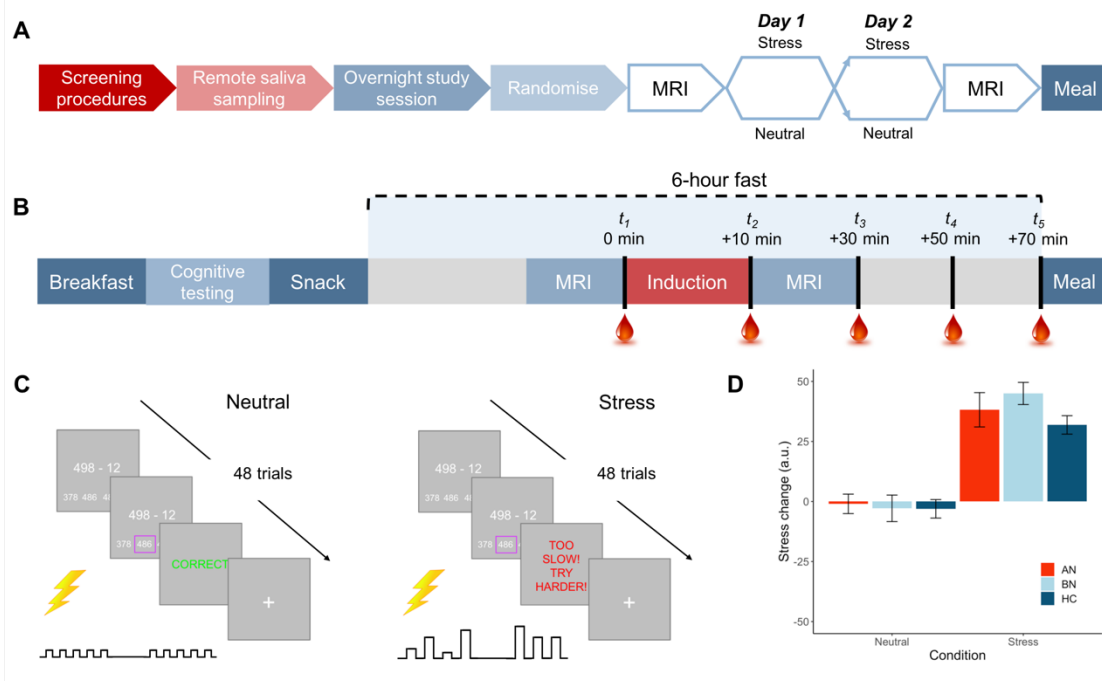 A
Day 1
Day 2
Stress
Stress
Screening
procedures
Remote saliva
sampling
Overnight study
session
Randomise
MRI
MRI
Meal
Neutral
Neutral
B
6-hour fast
t1
t2
t3
t4
t5
0 min
+10 min
+30 min
+50 min
+70 min
Breakfast
Cognitive
testing
Snack
MRI
Induction
MRI
Meal
C
Neutral
48 trials
498 - 12
378 486
498 - 12
378 486
CORRECT
+
Stress
48 trials
498 - 12
378 486
498 - 12
378 486
TOO
SLOW!
TRY
HARDER!
+
D
Stress change (a.u.)
50
25
0
-25
-50
AN
BN
HC
Neutral
Stress
Condition